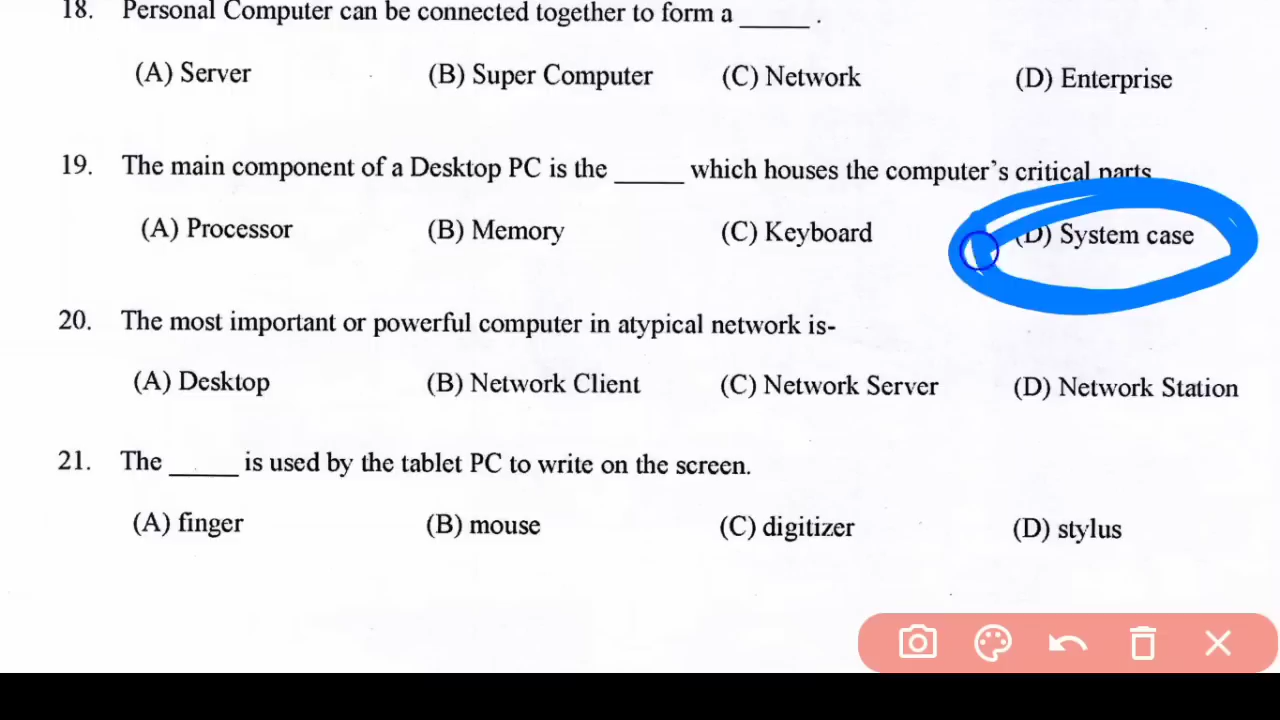 18. Personal Computer can be connected together to form a _____ .
(A) Server (B) Super Computer (C) Network (D) Enterprise
19. The main component of a Desktop PC is the _____ which houses the computer's critical parts
(A) Processor (B) Memory (C) Keyboard (D) System case
20. The most important or powerful computer in atypical network is-
(A) Desktop (B) Network Client (C) Network Server (D) Network Station
21. The _____ is used by the tablet PC to write on the screen.
(A) finger (B) mouse (C) digitizer (D) stylus